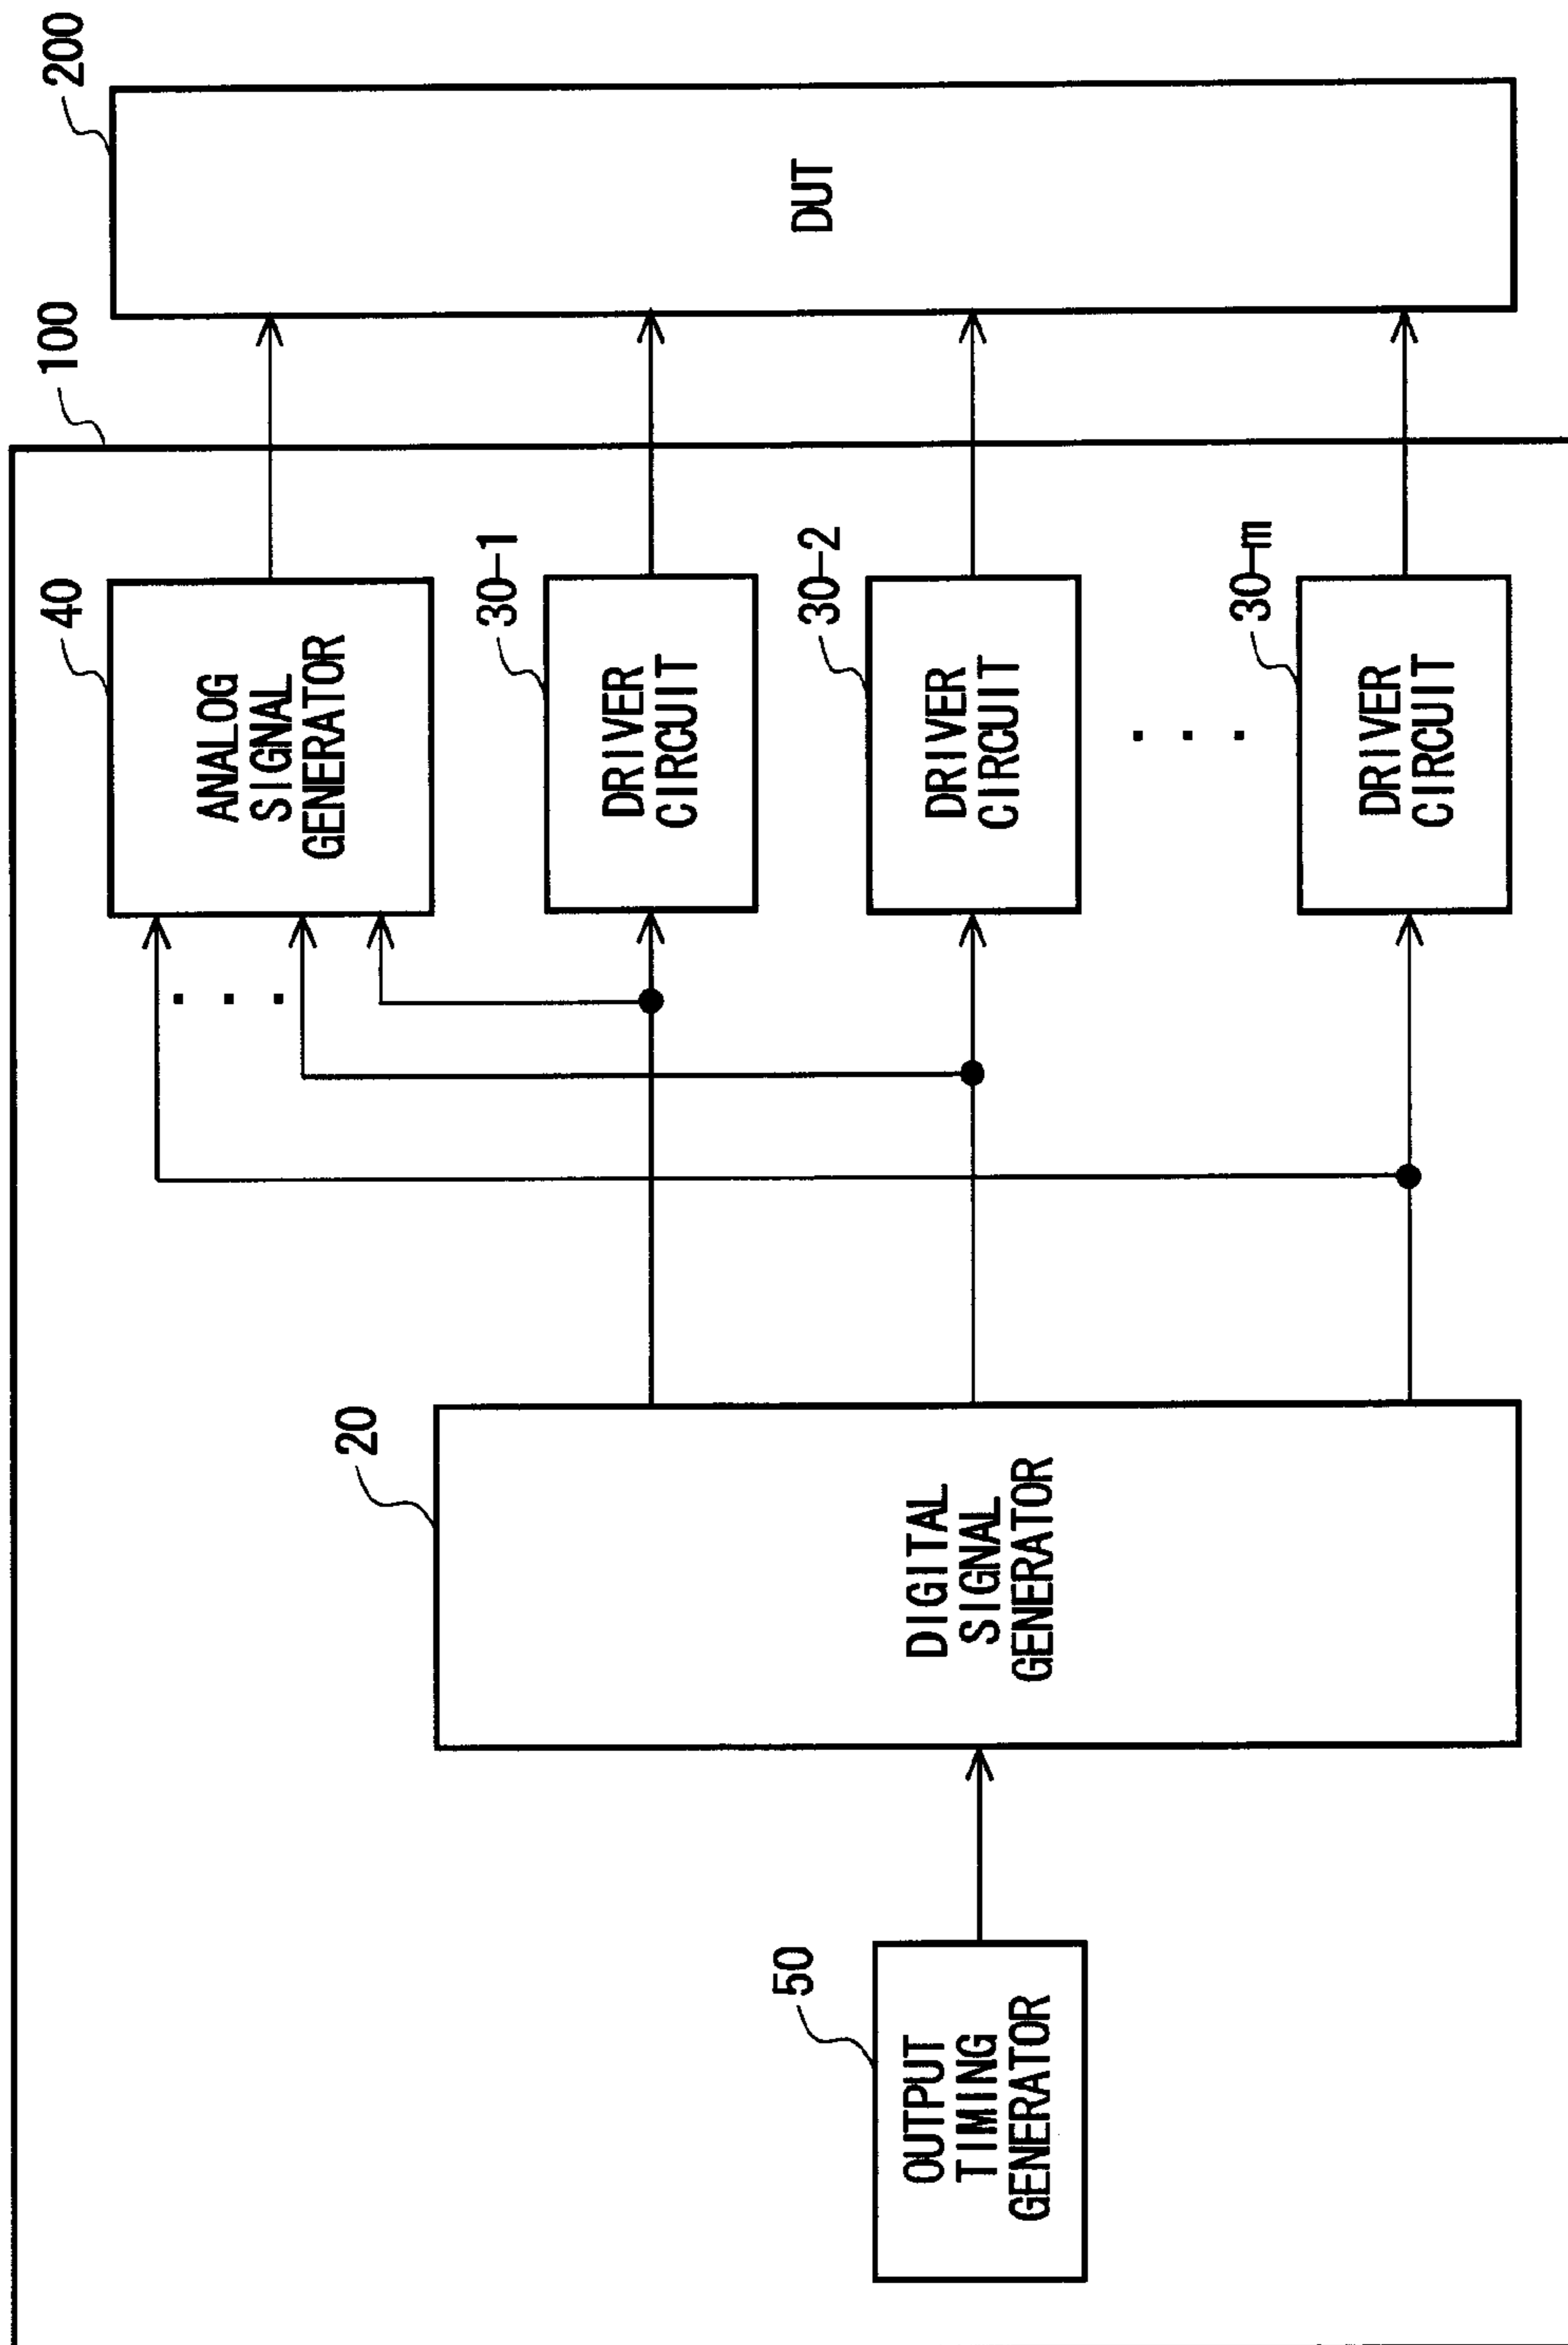 100
200
40
ANALOG
SIGNAL
GENERATOR
20
30-1
DRIVER
CIRCUIT
50
OUTPUT
TIMING
GENERATOR
DIGITAL
SIGNAL
GENERATOR
30-2
DRIVER
CIRCUIT
DUT
30-m
DRIVER
CIRCUIT